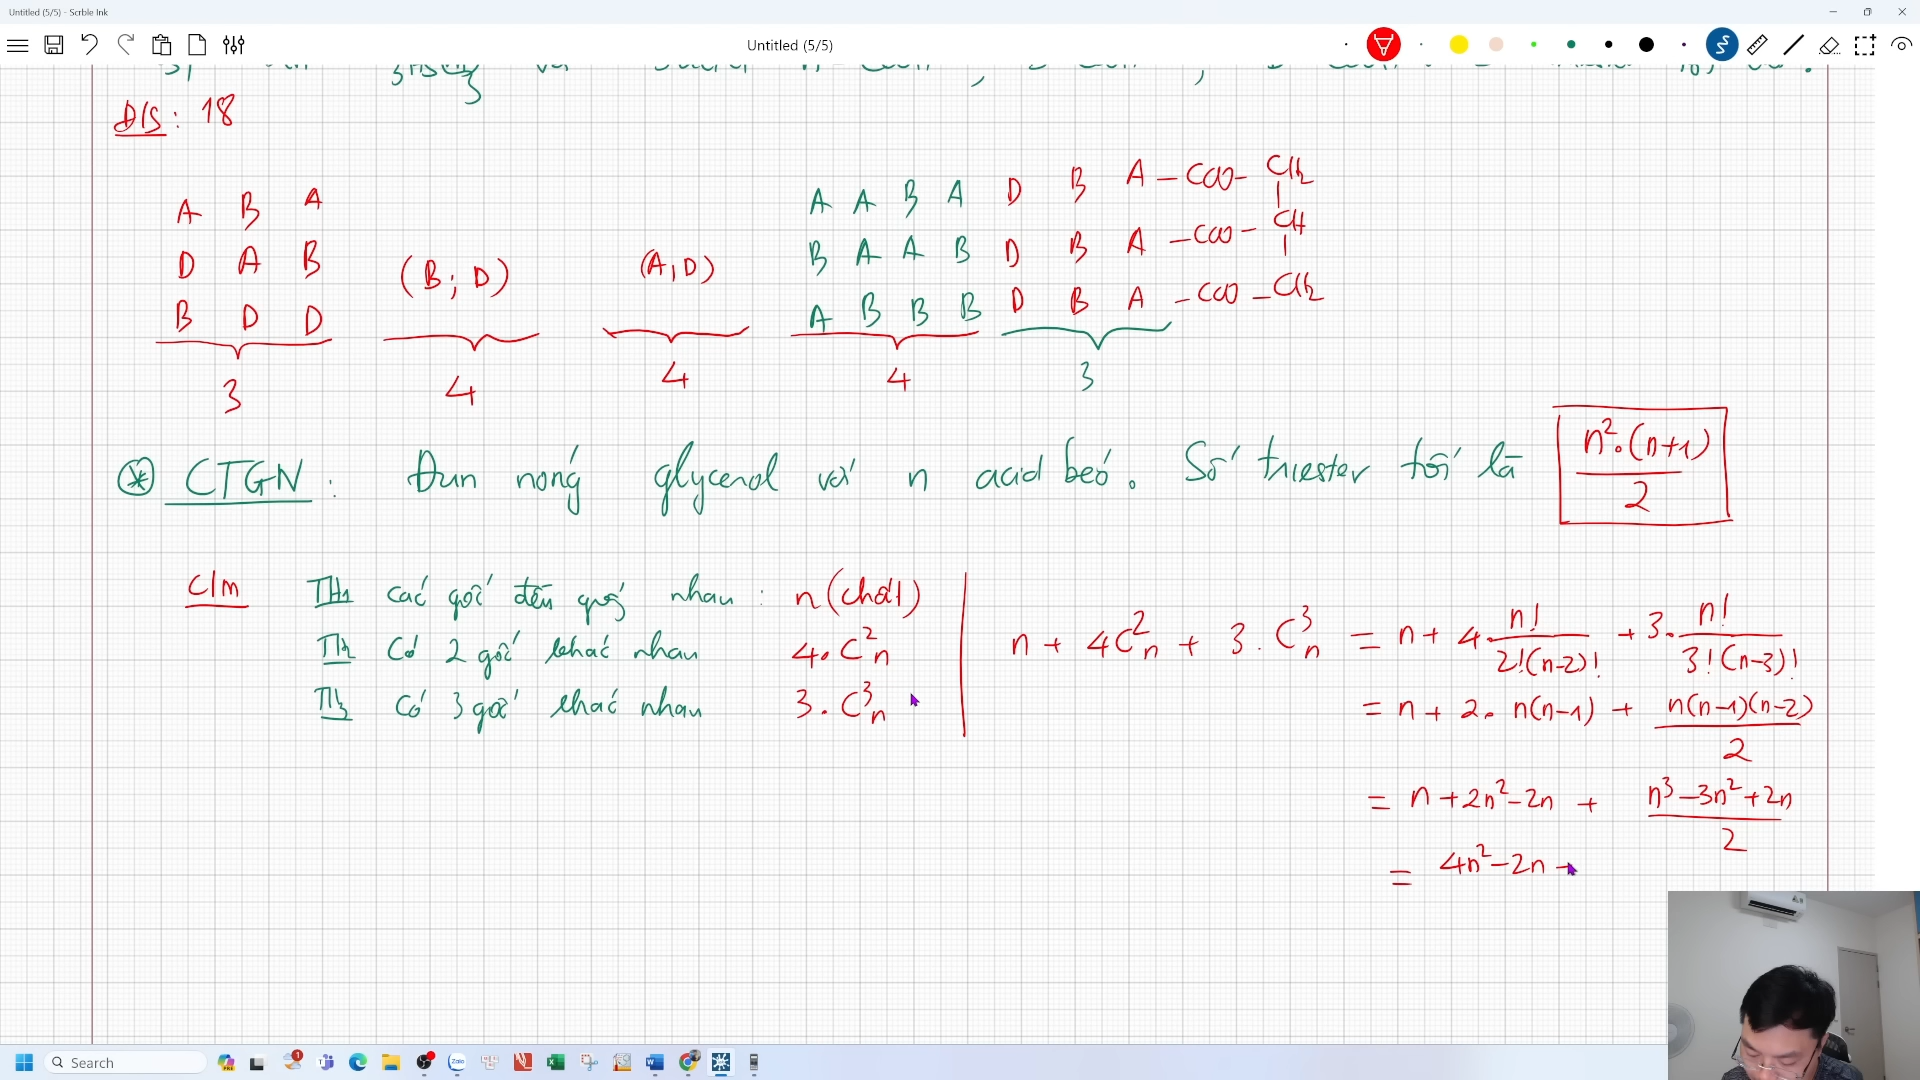 Untitled (5/5) - Scrble Ink
Untitled (5/5)
Đ/S: 18
A B A
D A B (B; D) (A, D)
B D D
A A B A D B A - COO - CH2
B A A B D B A - COO - CH
A B B B D B A - COO - CH2
3 4 4 4 3
* CTGN: Đun nóng glycerol với n acid béo. Số triester tối là n².(n+1)/2
C/m TH1 các gốc đều giống nhau : n (chất)
TH2 Có 2 gốc khác nhau 4.C²n
TH3 Có 3 gốc khác nhau 3.C³n
n + 4C²n + 3.C³n = n + 4.n!/2!(n-2)! + 3.n!/3!(n-3)!
= n + 2. n(n-1) + n(n-1)(n-2)/2
= n + 2n² - 2n + n³ - 3n² + 2n/2
= 4n² - 2n +
Search